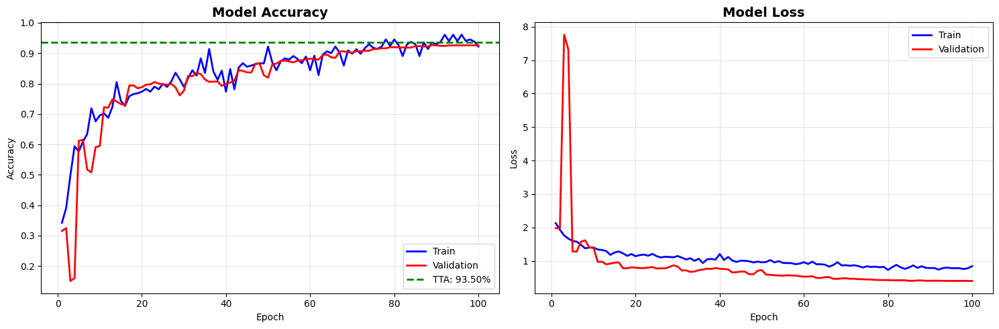 Model Accuracy
1.0
0.9
0.8
0.7
0.6
0.5
0.4
0.3
0.2
Accuracy
0 20 40 60 80 100
Epoch
Train
Validation
TTA: 93.50%
Model Loss
8
7
6
5
4
3
2
1
Loss
0 20 40 60 80 100
Epoch
Train
Validation